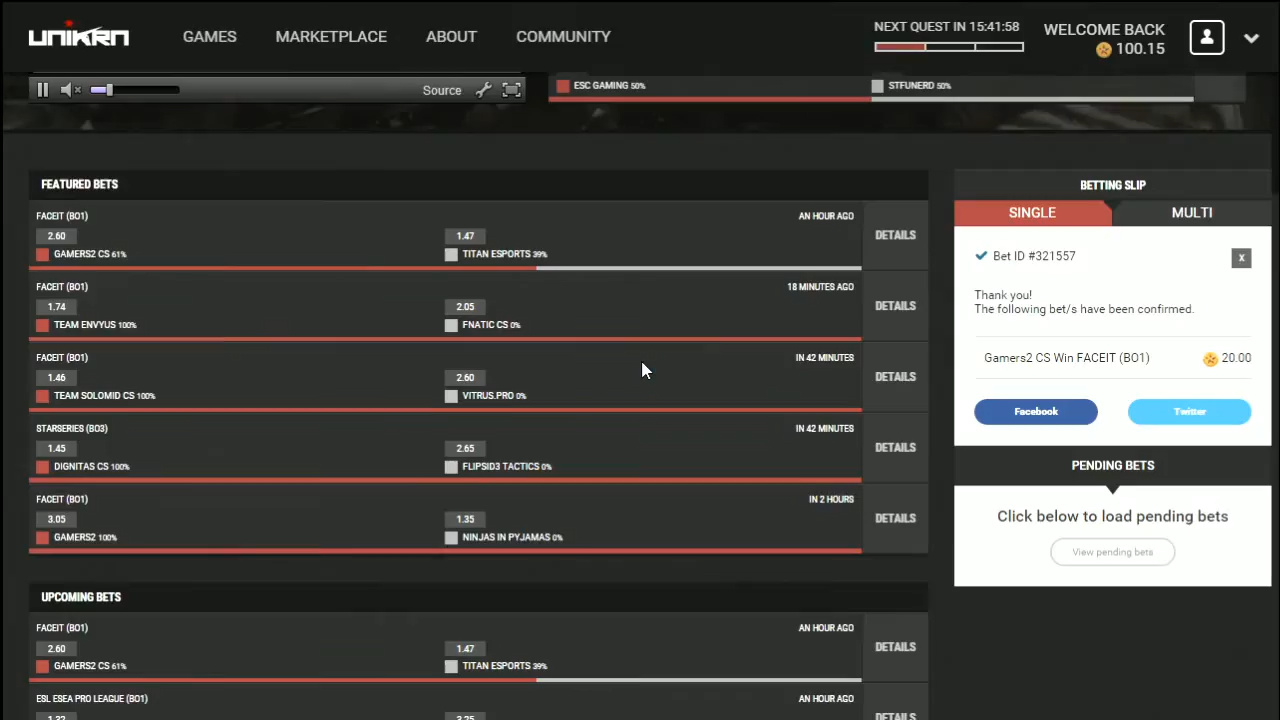 UNIKRN GAMES MARKETPLACE ABOUT COMMUNITY
NEXT QUEST IN 15:41:58
WELCOME BACK
100.15
Source
ESC GAMING 50% STFUNERD 50%
FEATURED BETS
FACEIT (BO1) AN HOUR AGO
2.60 1.47
GAMERS2 CS 61% TITAN ESPORTS 39%
DETAILS
FACEIT (BO1) 18 MINUTES AGO
1.74 2.05
TEAM ENVYUS 100% FNATIC CS 0%
DETAILS
FACEIT (BO1) IN 42 MINUTES
1.46 2.60
TEAM SOLOMID CS 100% VITRUS.PRO 0%
DETAILS
STARSERIES (BO3) IN 42 MINUTES
1.45 2.65
DIGNITAS CS 100% FLIPSID3 TACTICS 0%
DETAILS
FACEIT (BO1) IN 2 HOURS
3.05 1.35
GAMERS2 100% NINJAS IN PYJAMAS 0%
DETAILS
UPCOMING BETS
FACEIT (BO1) AN HOUR AGO
2.60 1.47
GAMERS2 CS 61% TITAN ESPORTS 39%
DETAILS
ESL ESEA PRO LEAGUE (BO1) AN HOUR AGO
1.32 3.25
DETAILS
BETTING SLIP
SINGLE MULTI
Bet ID #321557 X
Thank you!
The following bet/s have been confirmed.
Gamers2 CS Win FACEIT (BO1) 20.00
Facebook Twitter
PENDING BETS
Click below to load pending bets
View pending bets